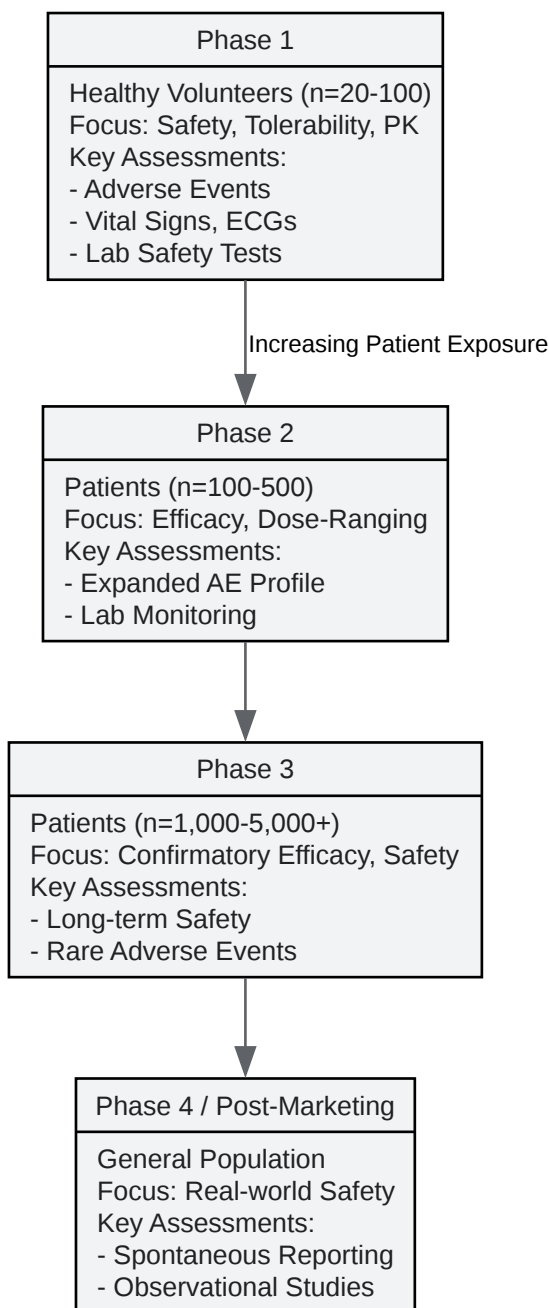 Phase 1
Healthy Volunteers (n=20-100)
Focus: Safety, Tolerability, PK
Key Assessments:
- Adverse Events
- Vital Signs, ECGs
- Lab Safety Tests
Increasing Patient Exposure
Phase 2
Patients (n=100-500)
Focus: Efficacy, Dose-Ranging
Key Assessments:
- Expanded AE Profile
- Lab Monitoring
Phase 3
Patients (n=1,000-5,000+)
Focus: Confirmatory Efficacy, Safety
Key Assessments:
- Long-term Safety
- Rare Adverse Events
Phase 4 / Post-Marketing
General Population
Focus: Real-world Safety
Key Assessments:
- Spontaneous Reporting
- Observational Studies